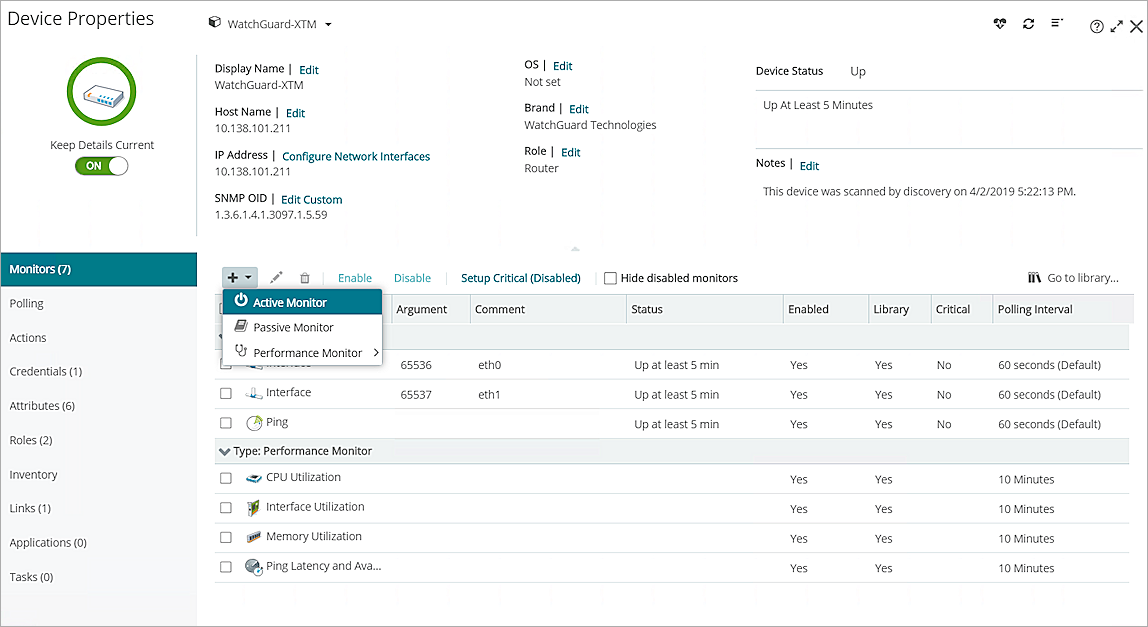 Device Properties
WatchGuard-XTM
Keep Details Current
ON
Display Name | Edit
WatchGuard-XTM
Host Name | Edit
10.138.101.211
IP Address | Configure Network Interfaces
10.138.101.211
SNMP OID | Edit Custom
1.3.6.1.4.1.3097.1.5.59
OS | Edit
Not set
Brand | Edit
WatchGuard Technologies
Role | Edit
Router
Device Status Up
Up At Least 5 Minutes
Notes | Edit
This device was scanned by discovery on 4/2/2019 5:22:13 PM.
Monitors (7)
Polling
Actions
Credentials (1)
Attributes (6)
Roles (2)
Inventory
Links (1)
Applications (0)
Tasks (0)
Enable Disable Setup Critical (Disabled) Hide disabled monitors Go to library...
Active Monitor
Passive Monitor
Performance Monitor
Argument Comment Status Enabled Library Critical Polling Interval
Interface 65536 eth0 Up at least 5 min Yes Yes No 60 seconds (Default)
Interface 65537 eth1 Up at least 5 min Yes Yes No 60 seconds (Default)
Ping Up at least 5 min Yes Yes No 60 seconds (Default)
Type: Performance Monitor
CPU Utilization Yes Yes 10 Minutes
Interface Utilization Yes Yes 10 Minutes
Memory Utilization Yes Yes 10 Minutes
Ping Latency and Ava... Yes Yes 10 Minutes